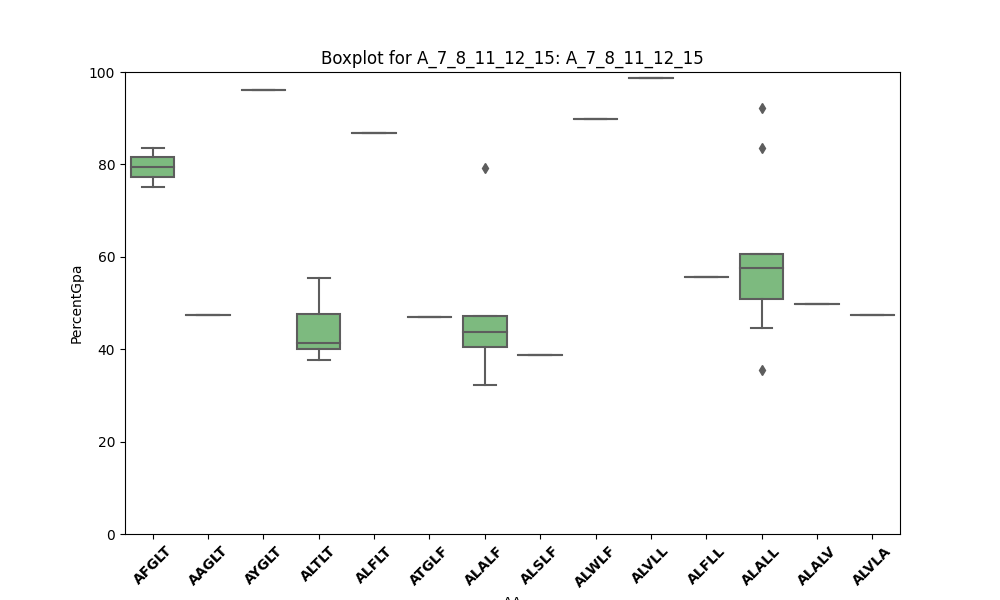 Boxplot for A_7_8_11_12_15: A_7_8_11_12_15
100
80
60
40
20
0
PercentGpa
AFGLT
AAGLT
AYGLT
ALTLT
ALFLT
ATGLF
ALALF
ALSLF
ALWLF
ALVLL
ALFLL
ALALL
ALALV
ALVLA
AA